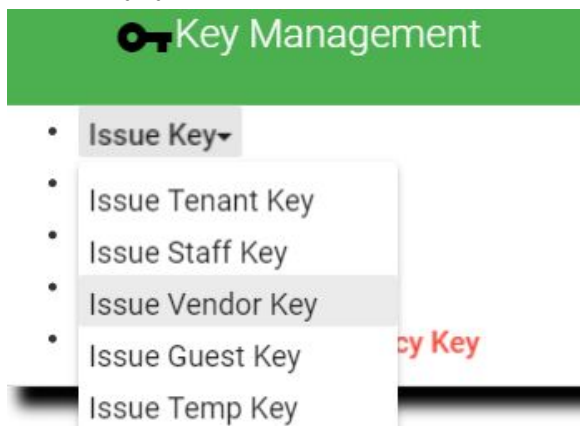 Key Management
Issue Key
Issue Tenant Key
Issue Staff Key
Issue Vendor Key
Issue Guest Key
cy Key
Issue Temp Key